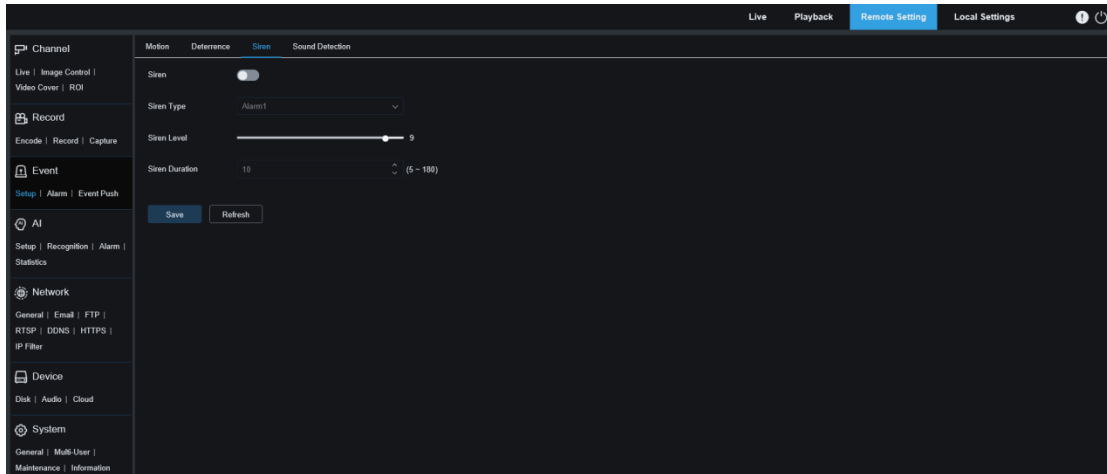 Live Playback Remote Setting Local Settings
Channel
Live | Image Control |
Video Cover | ROI
Record
Encode | Record | Capture
Event
Setup | Alarm | Event Push
AI
Setup | Recognition | Alarm |
Statistics
Network
General | Email | FTP |
RTSP | DDNS | HTTPS |
IP Filter
Device
Disk | Audio | Cloud
System
General | Multi-User |
Maintenance | Information
Motion Deterrence Siren Sound Detection
Siren
Siren Type Alarm1
Siren Level 9
Siren Duration 10 (5 ~ 180)
Save Refresh